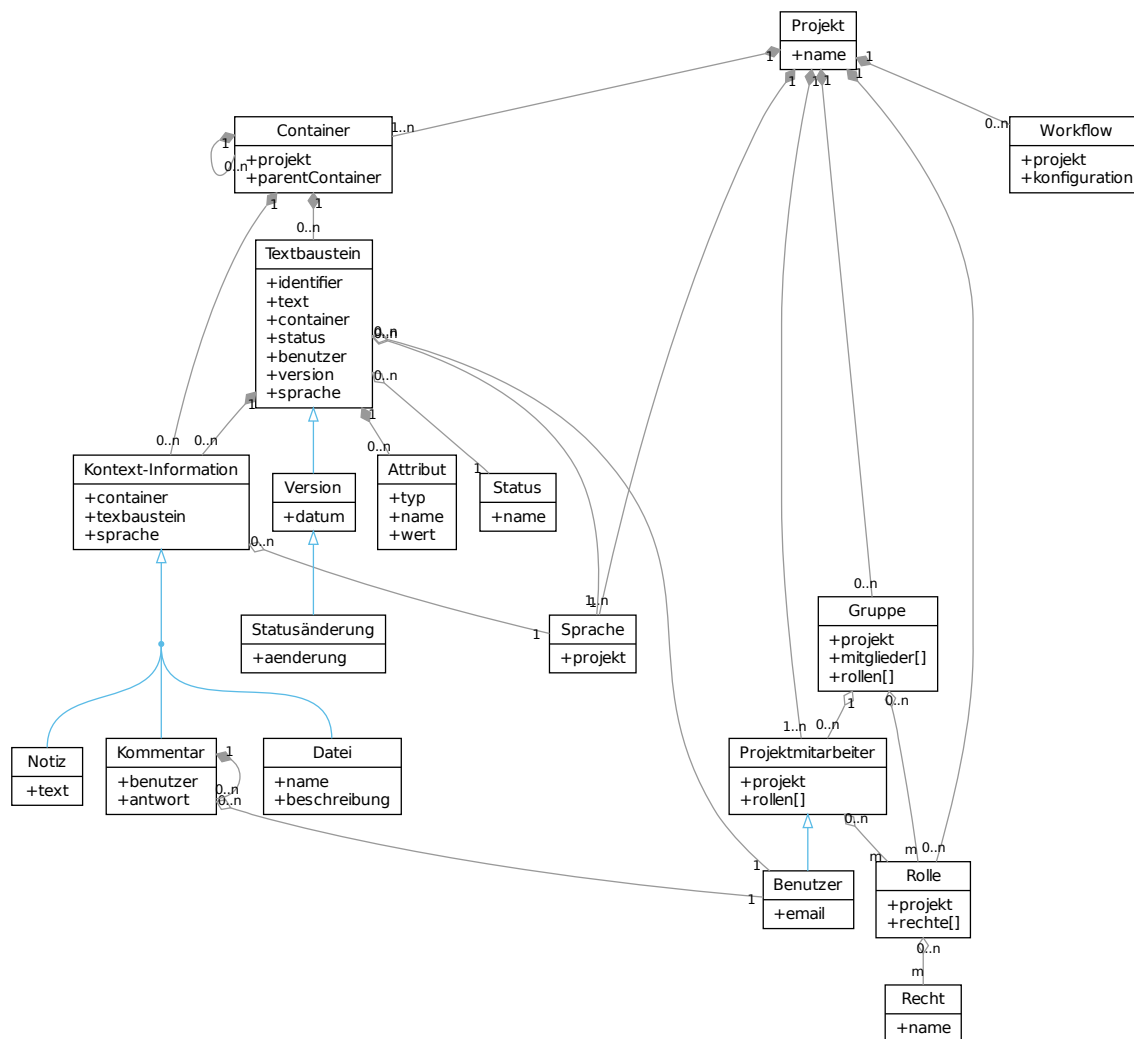 Projekt
+name
1
1
1
1
1
1
1..n
0..n
Container
+projekt
+parentContainer
1
0..n
1
1
Workflow
+projekt
+konfiguration
0..n
Textbaustein
+identifier
+text
+container
+status
+benutzer
+version
+sprache
0..n
0..n
0..n
1
1
0..n
0..n
0..n
Kontext-Information
+container
+texbaustein
+sprache
0..n
Version
+datum
Attribut
+typ
+name
+wert
1
Status
+name
Statusänderung
+aenderung
1
1..n
1
Sprache
+projekt
0..n
Gruppe
+projekt
+mitglieder[]
+rollen[]
1
0..n
1..n
0..n
Notiz
+text
Kommentar
+benutzer
+antwort
1
0..n
0..n
Datei
+name
+beschreibung
Projektmitarbeiter
+projekt
+rollen[]
0..n
m
m
0..n
1
1
Benutzer
+email
Rolle
+projekt
+rechte[]
0..n
m
Recht
+name